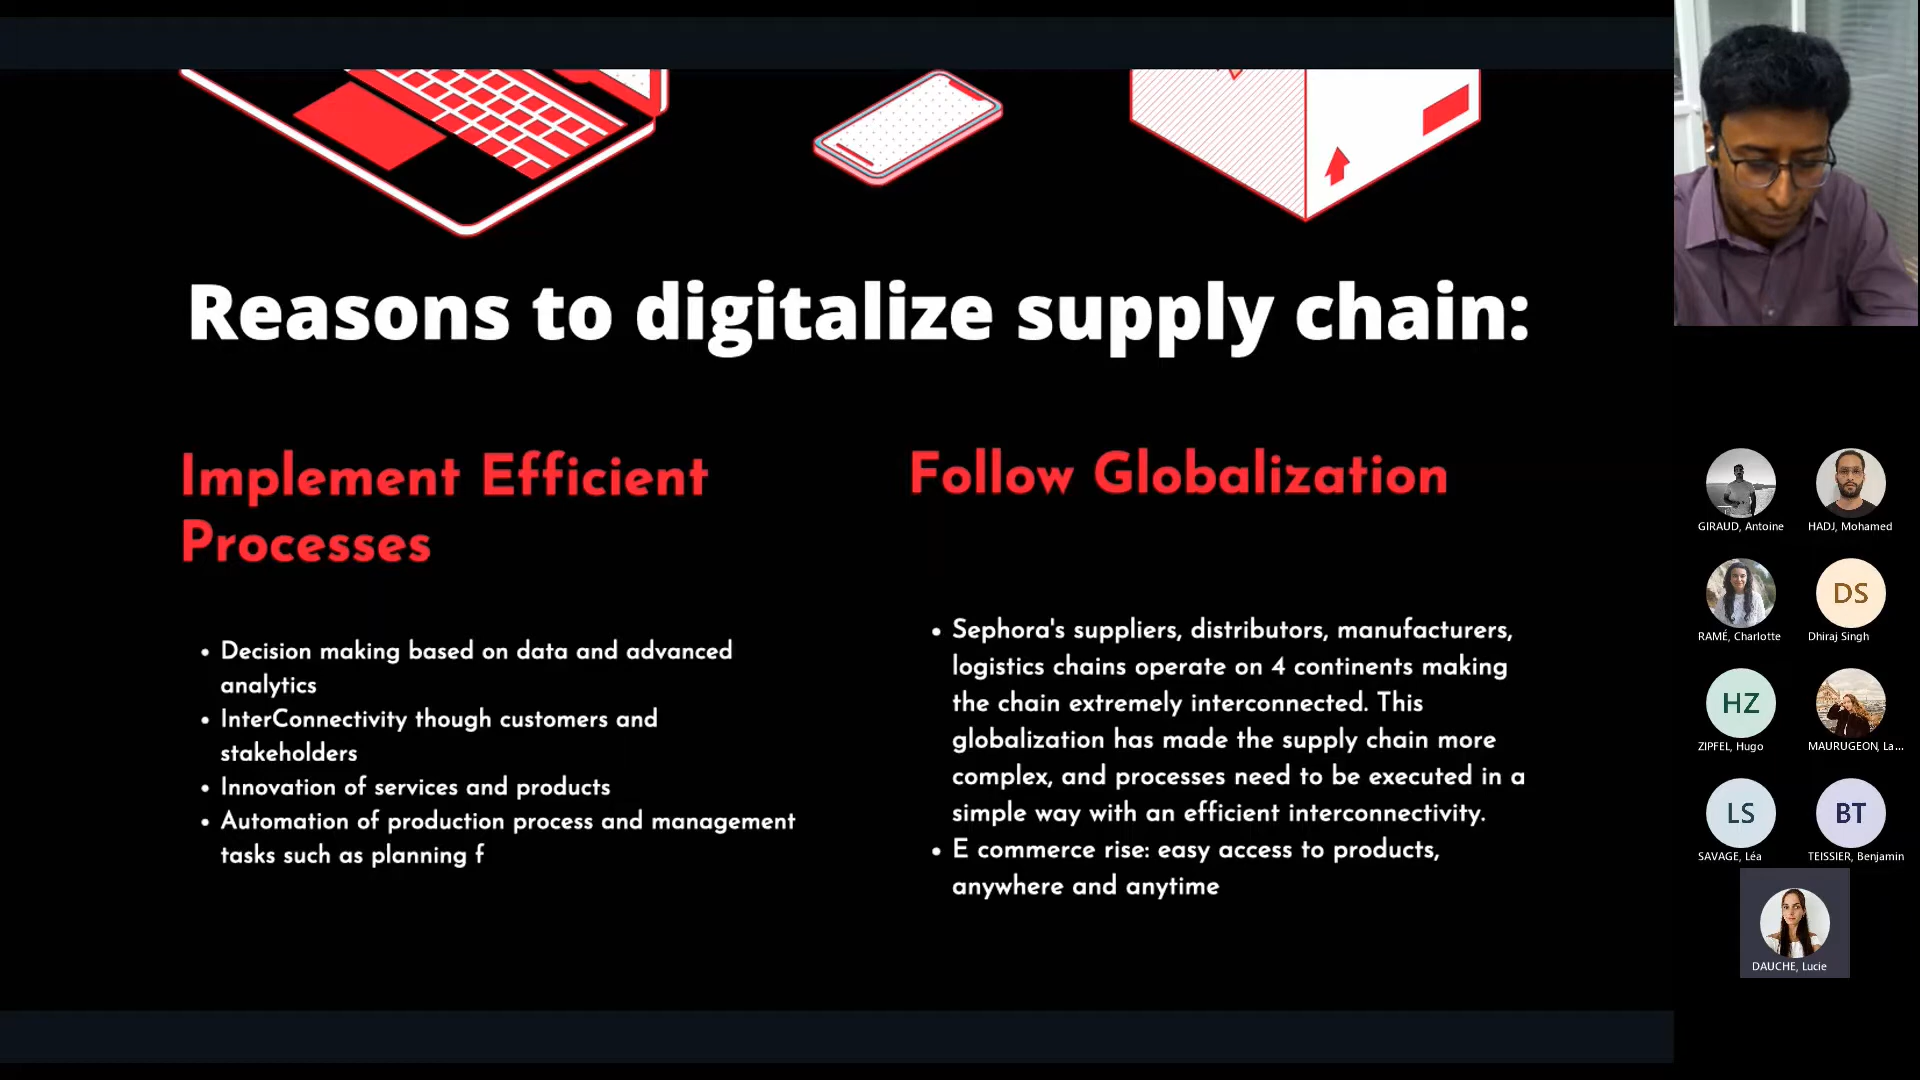 Reasons to digitalize supply chain:
Implement Efficient
Processes
Decision making based on data and advanced
analytics
InterConnectivity though customers and
stakeholders
Innovation of services and products
Automation of production process and management
tasks such as planning f
Follow Globalization
Sephora's suppliers, distributors, manufacturers,
logistics chains operate on 4 continents making
the chain extremely interconnected. This
globalization has made the supply chain more
complex, and processes need to be executed in a
simple way with an efficient interconnectivity.
E commerce rise: easy access to products,
anywhere and anytime
GIRAUD, Antoine
HADJ, Mohamed
RAMÉ, Charlotte
DS
Dhiraj Singh
HZ
ZIPFEL, Hugo
MAURUGEON, La...
LS
SAVAGE, Léa
BT
TEISSIER, Benjamin
DAUCHE, Lucie